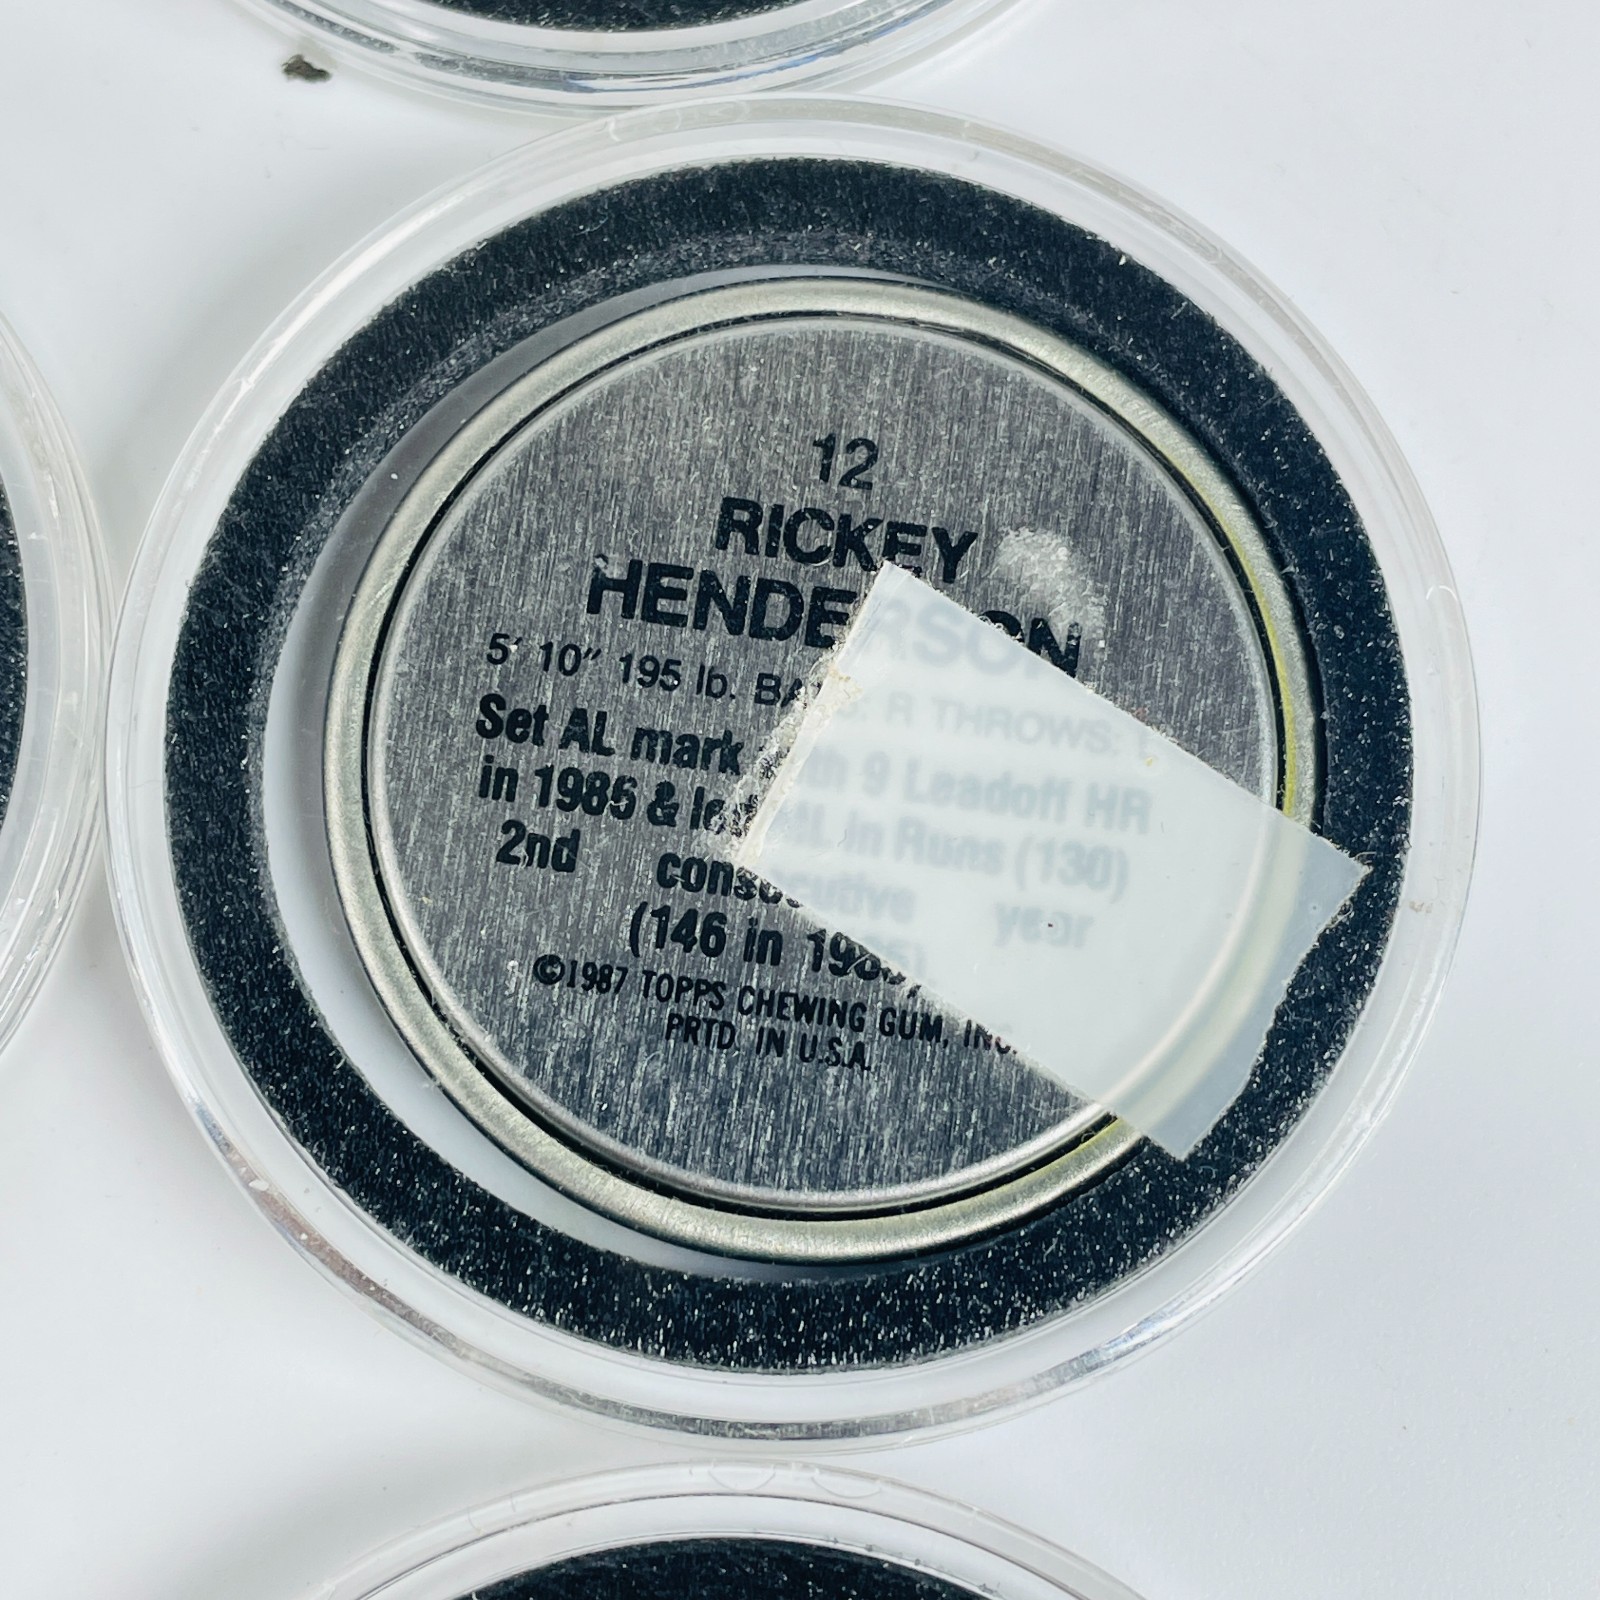 12
RICKEY
HENDERSON
5' 10" 195 lb. BATS: R THROWS: L
Set AL mark with 9 Leadoff HR
in 1986 & led ML in Runs (130)
2nd consecutive year
(146 in 1985).
©1987 TOPPS CHEWING GUM, INC.
PRTD. IN U.S.A.